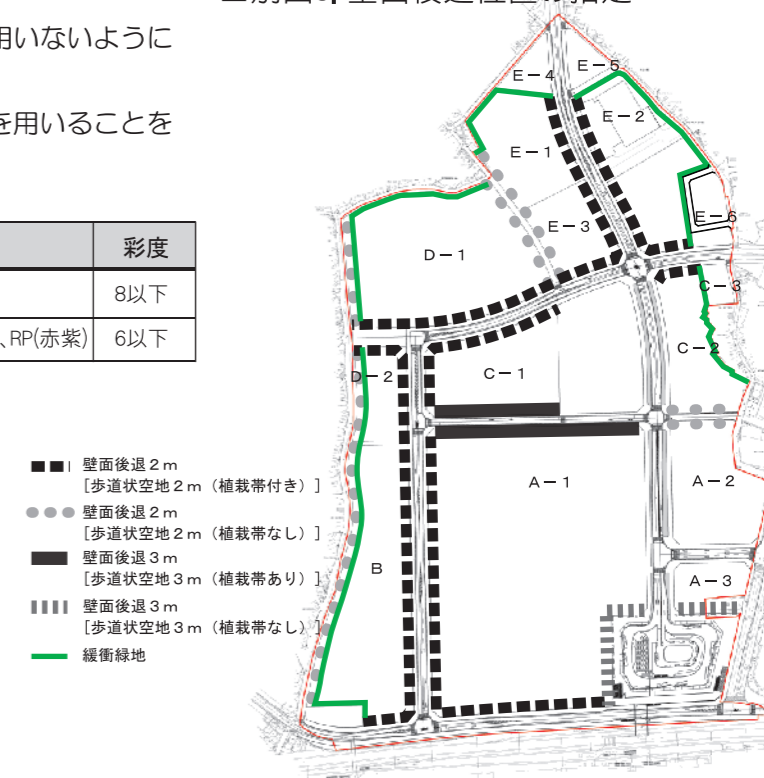 用いないように
を用いることを
彩度
8以下
、RP(赤紫) 6以下
壁面後退2m
[歩道状空地2m(植栽帯付き)]
壁面後退2m
[歩道状空地2m(植栽帯なし)]
壁面後退3m
[歩道状空地3m(植栽帯あり)]
壁面後退3m
[歩道状空地3m(植栽帯なし)]
緩衝緑地
E-4
E-5
E-2
E-1
E-6
E-3
D-1
C-3
C-2
D-2
C-1
A-1
A-2
B
A-3